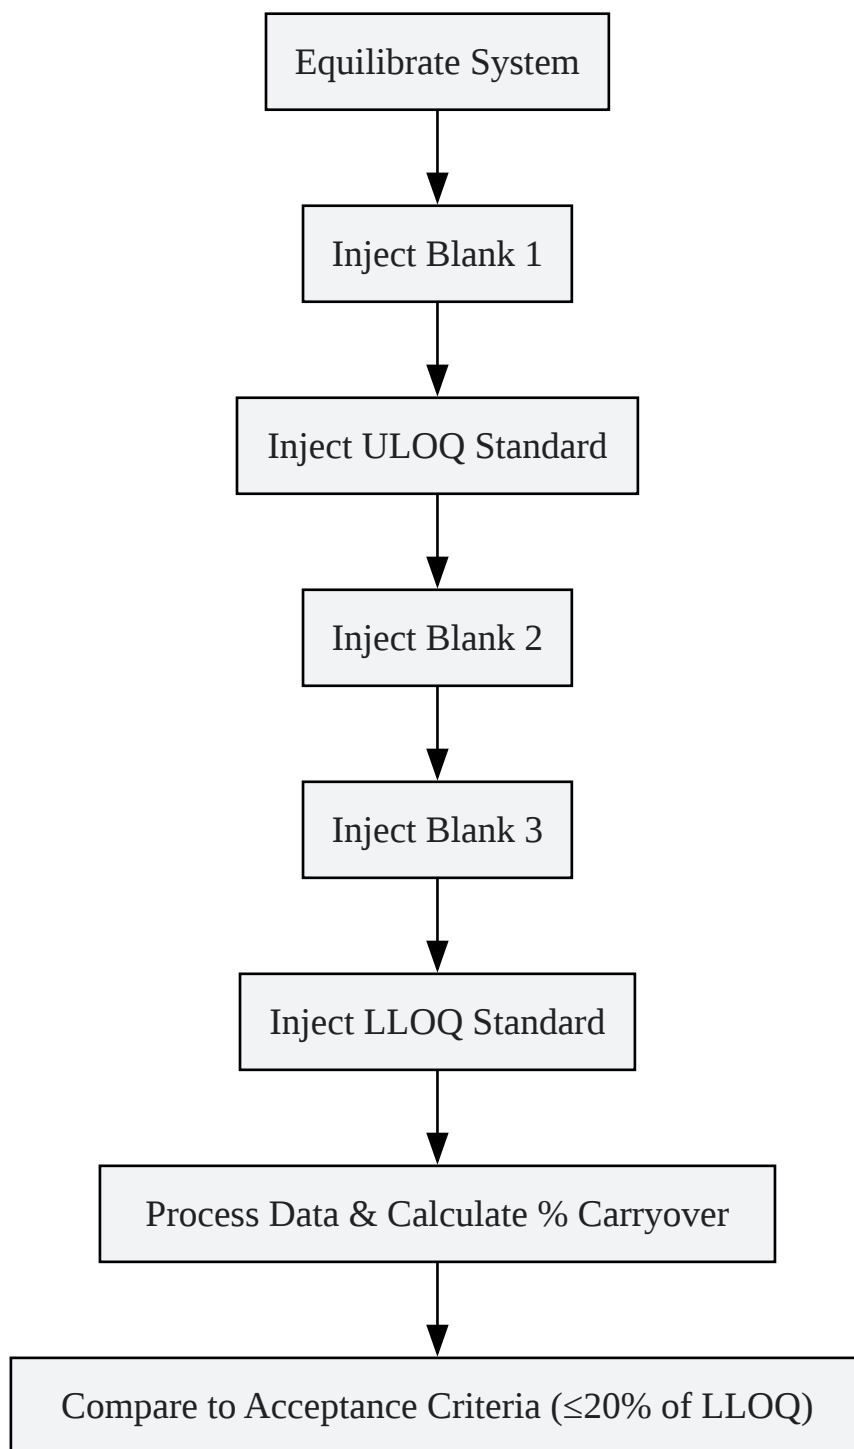 Equilibrate System
Inject Blank 1
Inject ULOQ Standard
Inject Blank 2
Inject Blank 3
Inject LLOQ Standard
Process Data & Calculate % Carryover
Compare to Acceptance Criteria (≤20% of LLOQ)